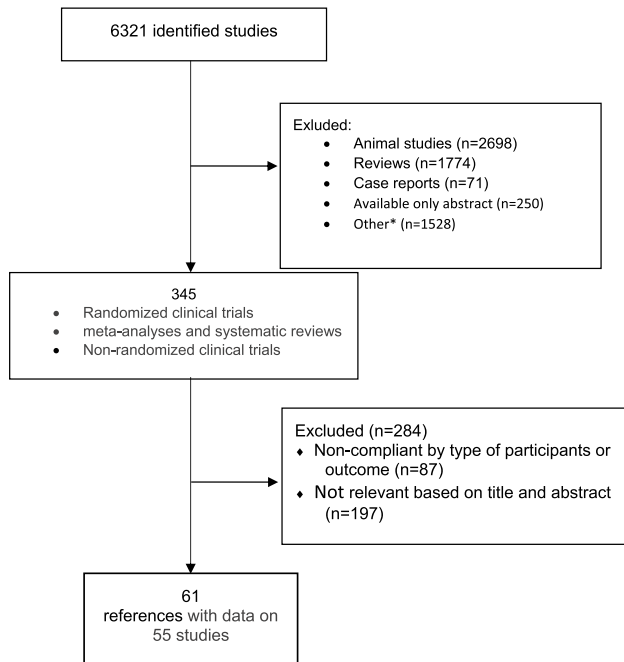 6321 identified studies
Exluded:
• Animal studies (n=2698)
• Reviews (n=1774)
• Case reports (n=71)
• Available only abstract (n=250)
• Other* (n=1528)
345
• Randomized clinical trials
• meta-analyses and systematic reviews
• Non-randomized clinical trials
Excluded (n=284)
♦ Non-compliant by type of participants or
outcome (n=87)
♦ Not relevant based on title and abstract
(n=197)
61
references with data on
55 studies